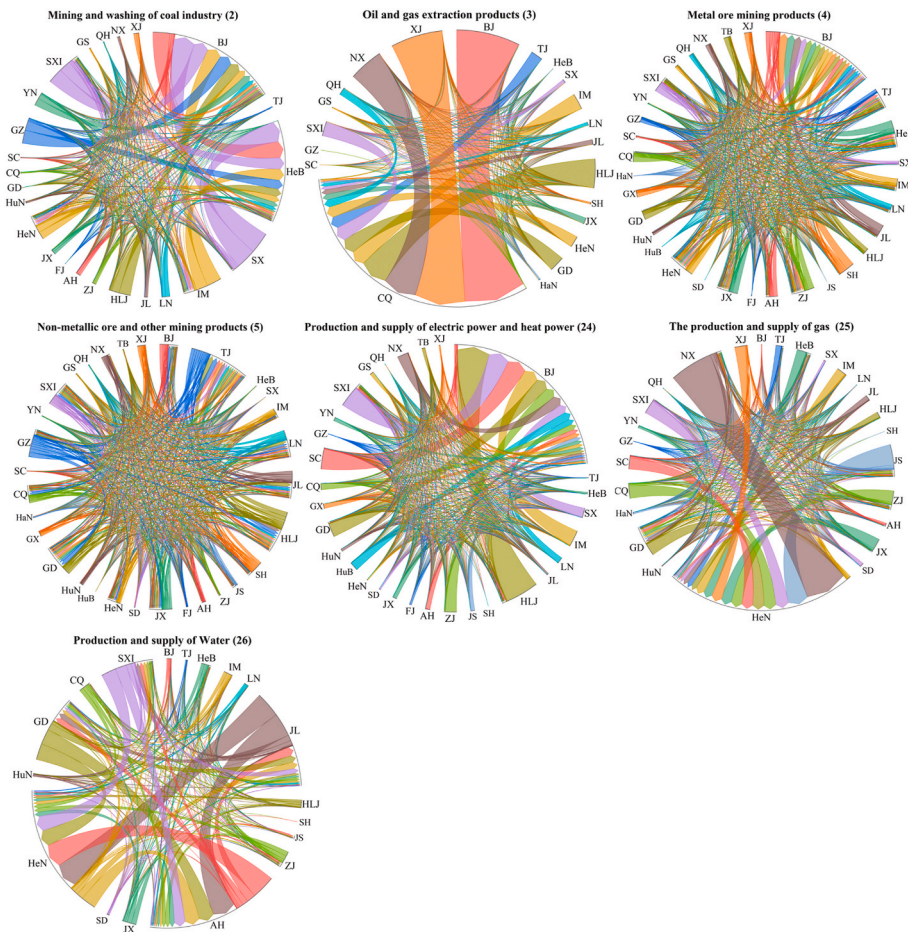 Mining and washing of coal industry (2)
XJ
NX
QH
GS
SXI
YN
GZ
SC
CQ
GD
HuN
HeN
JX
FJ
AH
ZJ
HLJ
JL
LN
IM
SX
HeB
TJ
BJ
Oil and gas extraction products (3)
XJ
NX
QH
GS
SXI
GZ
SC
CQ
HaN
GD
HeN
JX
SH
HLJ
JL
LN
IM
SX
HeB
TJ
BJ
Metal ore mining products (4)
XJ
TB
NX
QH
GS
SXI
YN
GZ
SC
CQ
HaN
GX
GD
HuN
HuB
HeN
SD
JX
FJ
AH
ZJ
JS
SH
HLJ
JL
LN
IM
SX
He
TJ
BJ
Non-metallic ore and other mining products (5)
BJ
XJ
TB
NX
QH
GS
SXI
YN
GZ
SC
CQ
HaN
GX
GD
HuN
HuB
HeN
SD
JX
FJ
AH
ZJ
JS
SH
HLJ
JL
LN
IM
SX
HeB
TJ
Production and supply of electric power and heat power (24)
XJ
TB
NX
QH
GS
SXI
YN
GZ
SC
CQ
GX
GD
HuN
HuB
HeN
SD
JX
FJ
AH
ZJ
JS
SH
HLJ
JL
LN
IM
SX
HeB
TJ
BJ
The production and supply of gas (25)
BJ
XJ
NX
QH
SXI
YN
GZ
SC
CQ
HaN
GD
HuN
HeN
SD
JX
AH
ZJ
JS
SH
HLJ
JL
LN
IM
SX
HeB
TJ
Production and supply of Water (26)
BJ
SXI
CQ
GD
HuN
HeN
SD
JX
AH
ZJ
JS
SH
HLJ
JL
LN
IM
HeB
TJ